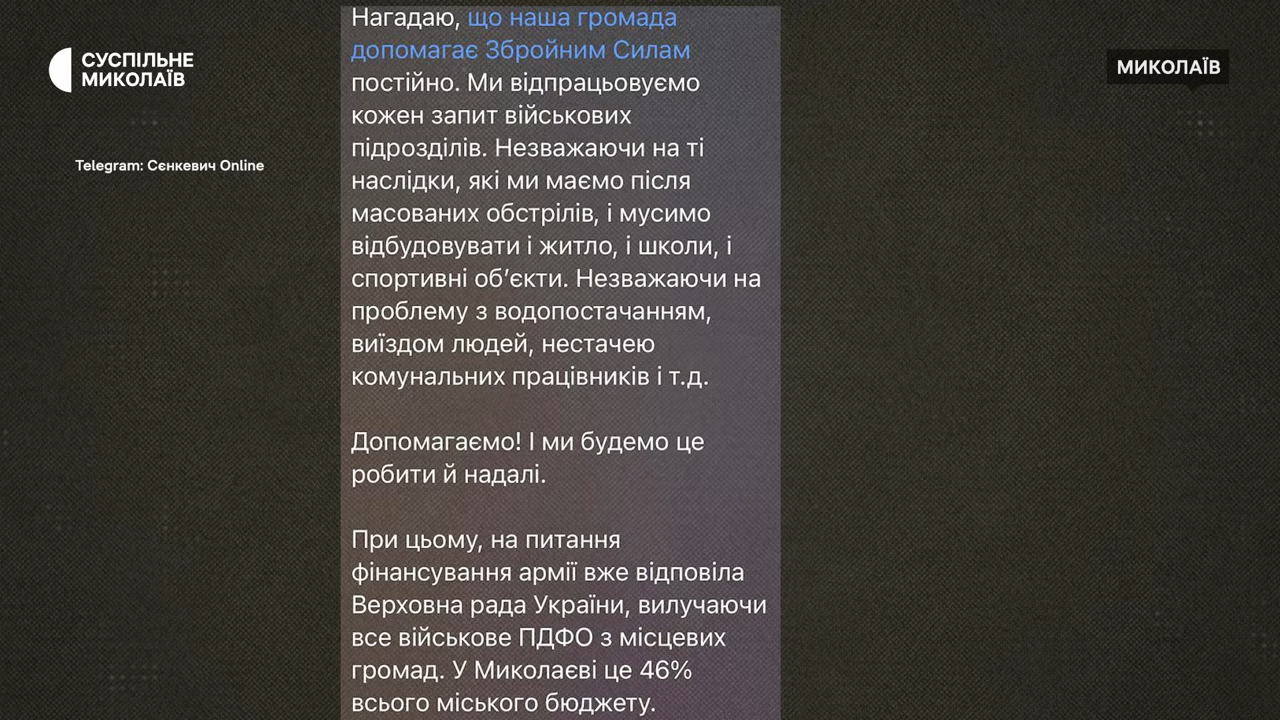 СУСПІЛЬНЕ
МИКОЛАЇВ
МИКОЛАЇВ
Telegram: Сєнкевич Online
Нагадаю, що наша громада
допомагає Збройним Силам
постійно. Ми відпрацьовуємо
кожен запит військових
підрозділів. Незважаючи на ті
наслідки, які ми маємо після
масованих обстрілів, і мусимо
відбудовувати і житло, і школи, і
спортивні обʼєкти. Незважаючи на
проблему з водопостачанням,
виїздом людей, нестачею
комунальних працівників і т.д.
Допомагаємо! І ми будемо це
робити й надалі.
При цьому, на питання
фінансування армії вже відповіла
Верховна рада України, вилучаючи
все військове ПДФО з місцевих
громад. У Миколаєві це 46%
всього міського бюджету.